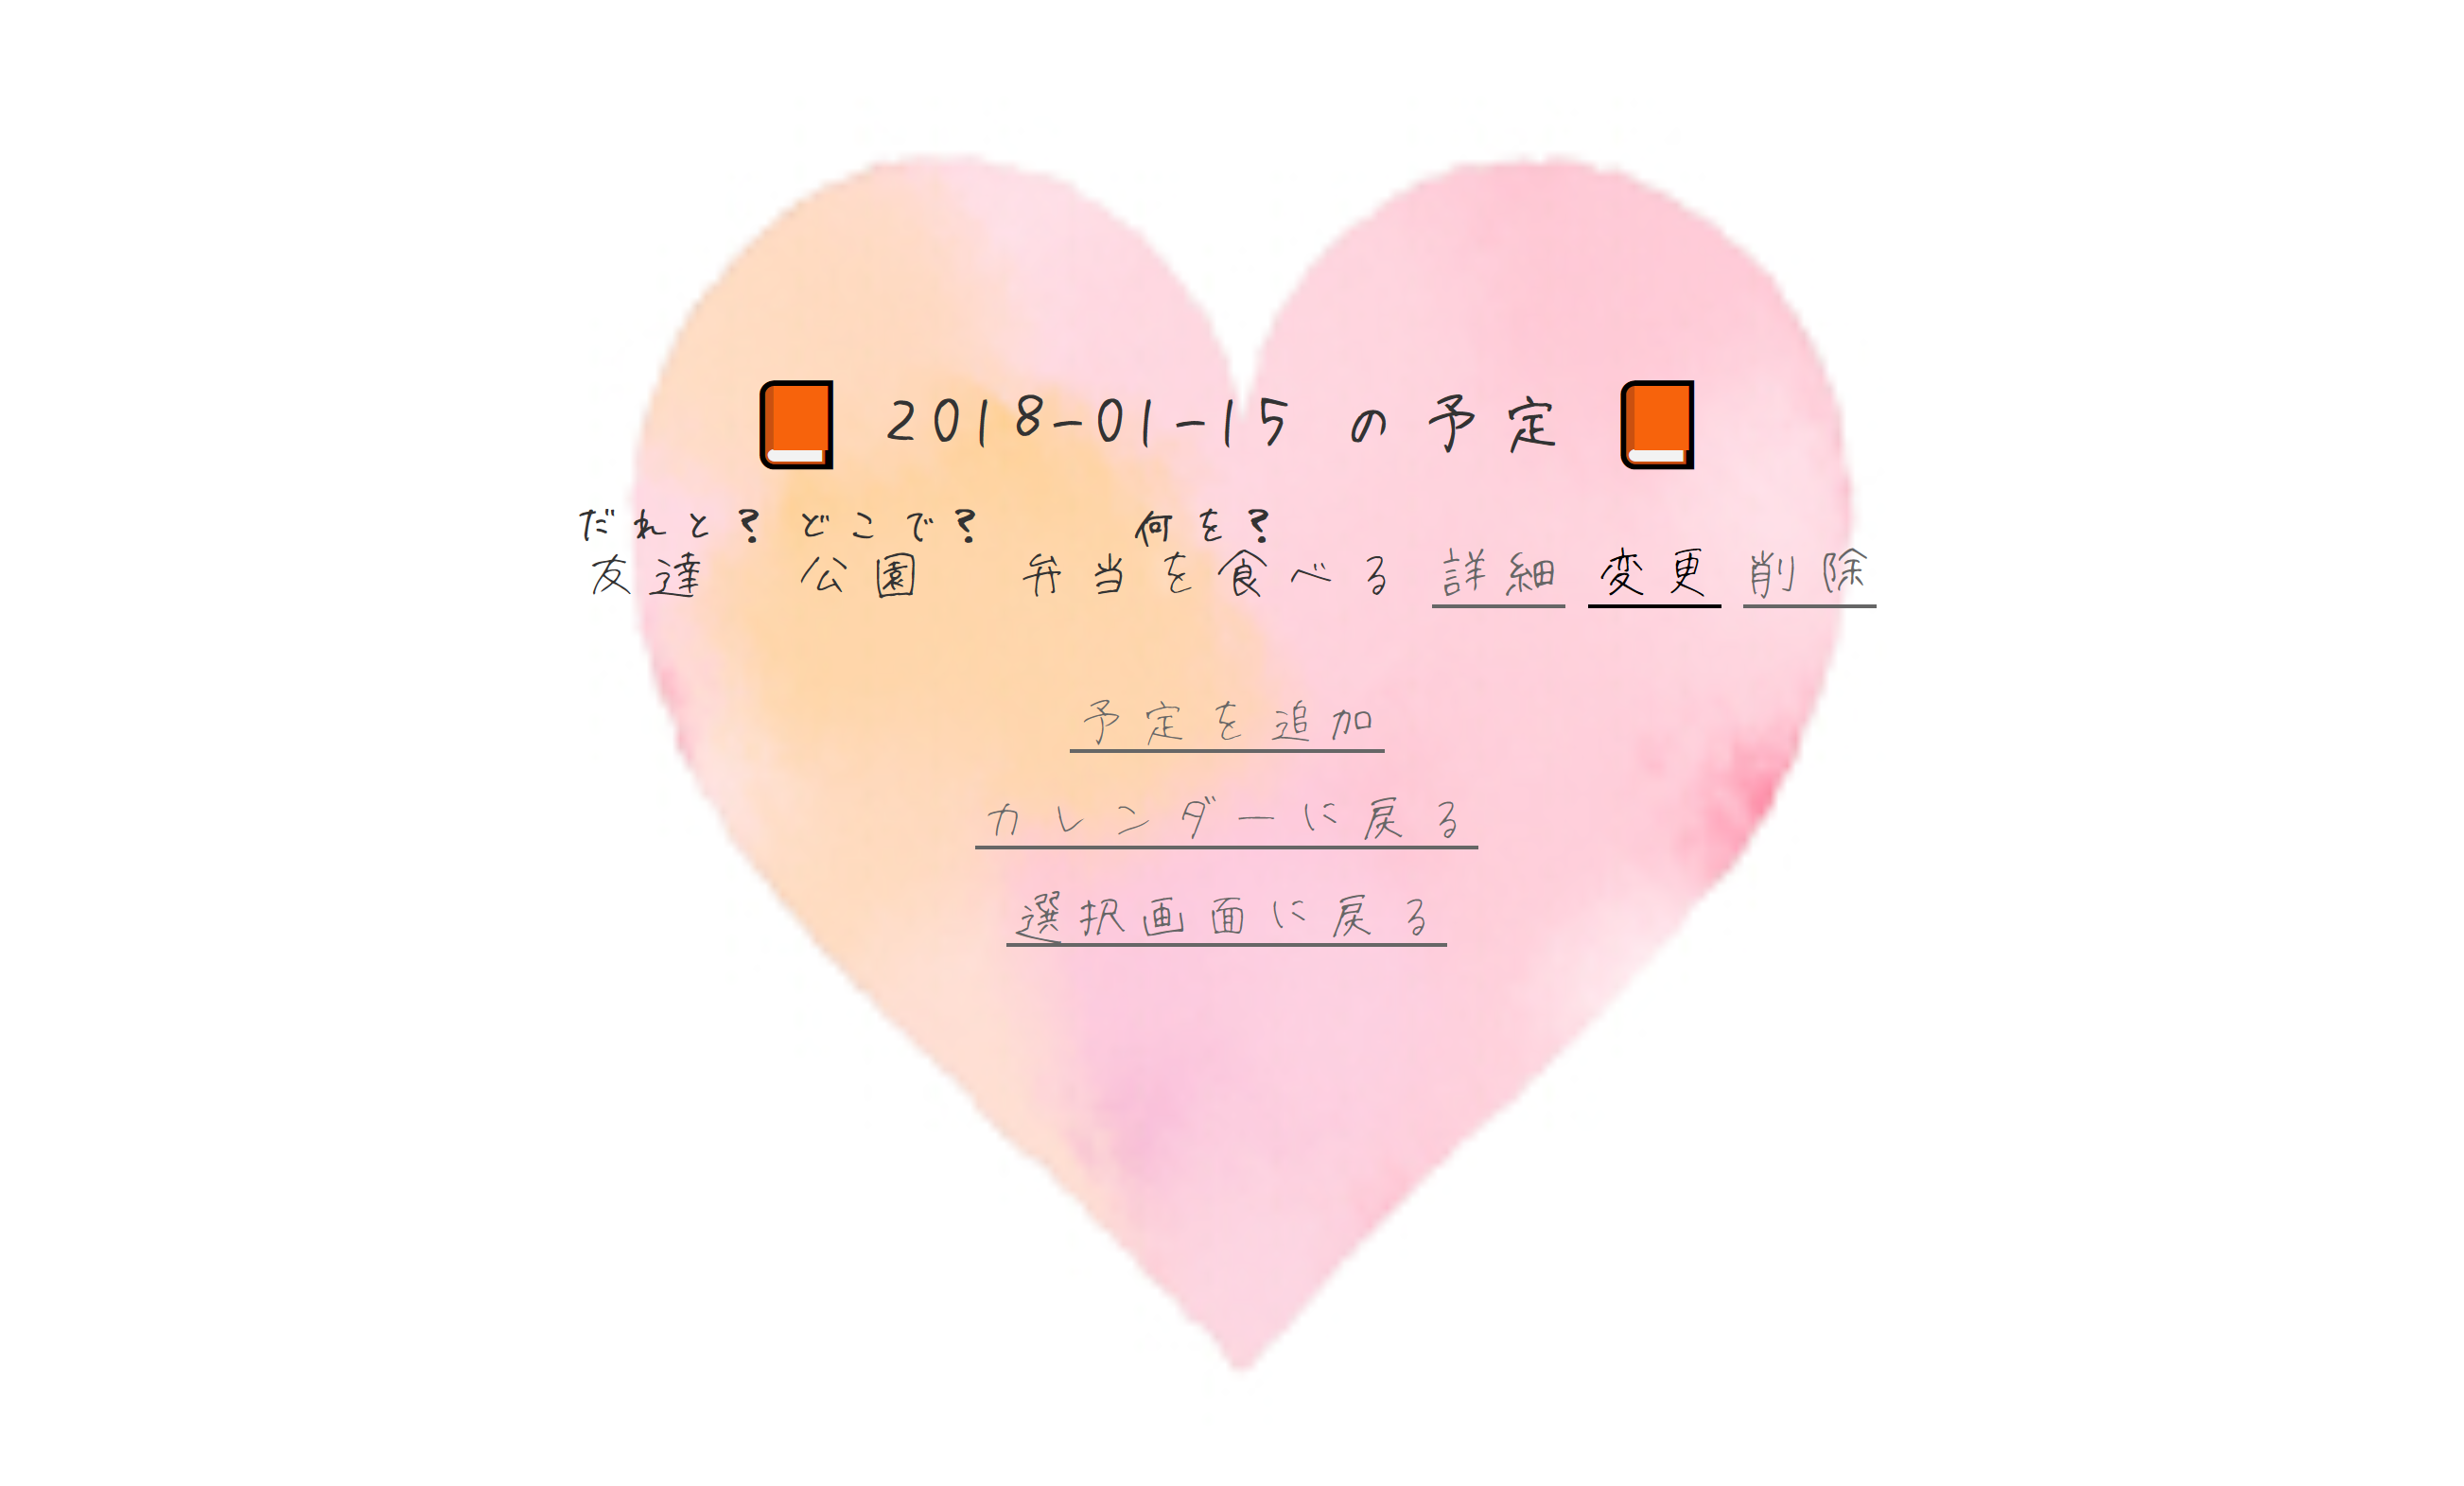 2018-01-15 の予定
だれと? どこで? 何を?
友達 公園 弁当を食べる 詳細 変更 削除
予定を追加
カレンダーに戻る
選択画面に戻る